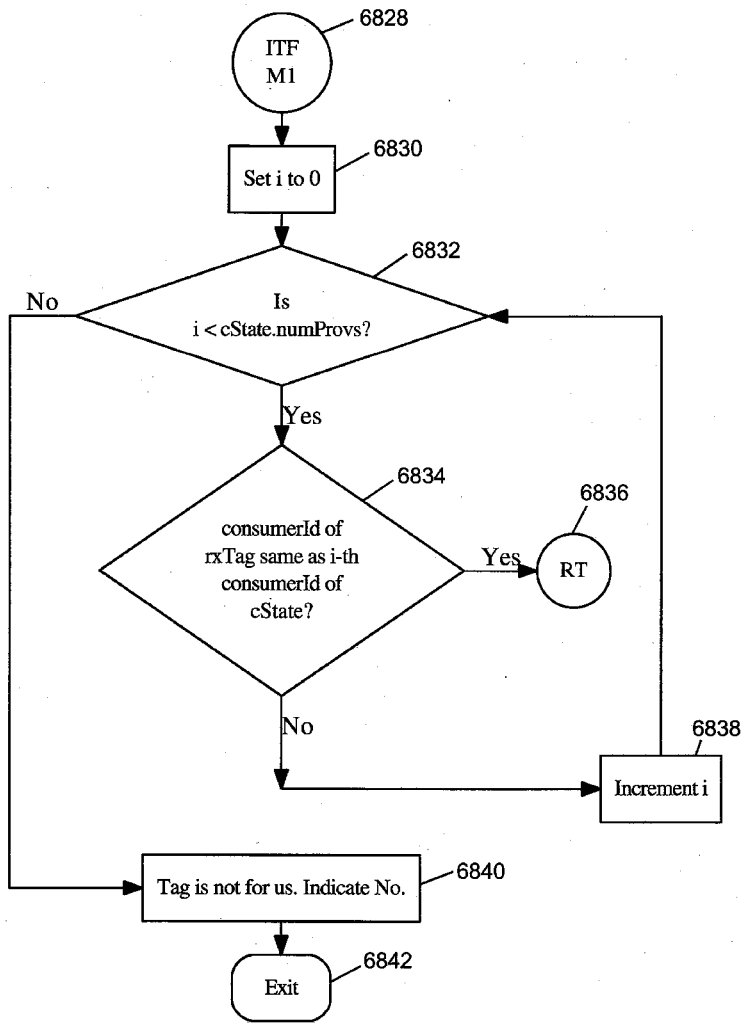 6828
ITF
M1
6830
Set i to 0
6832
No
Is
i < cState.numProvs?
Yes
6834
6836
consumerId of
rxTag same as i-th
consumerId of
cState?
Yes
RT
No
6838
Increment i
6840
Tag is not for us. Indicate No.
6842
Exit